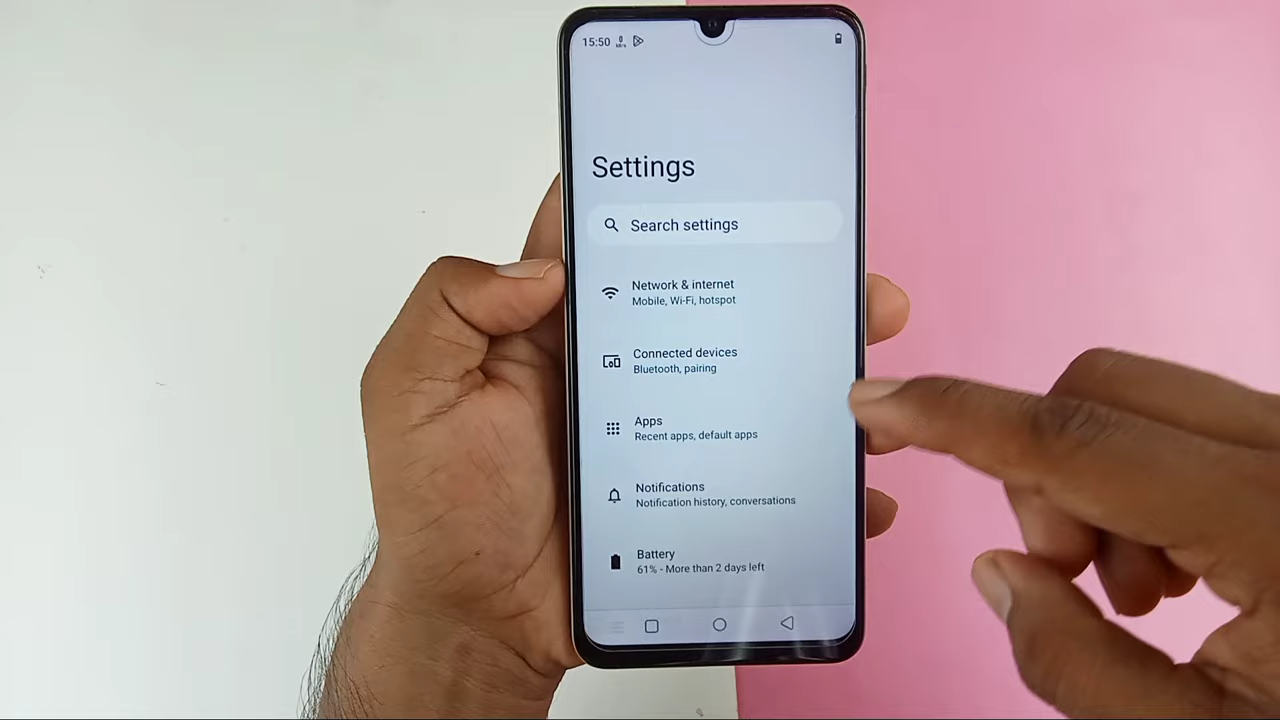 15:50
Settings
Search settings
Network & internet
Mobile, Wi-Fi, hotspot
Connected devices
Bluetooth, pairing
Apps
Recent apps, default apps
Notifications
Notification history, conversations
Battery
61% - More than 2 days left